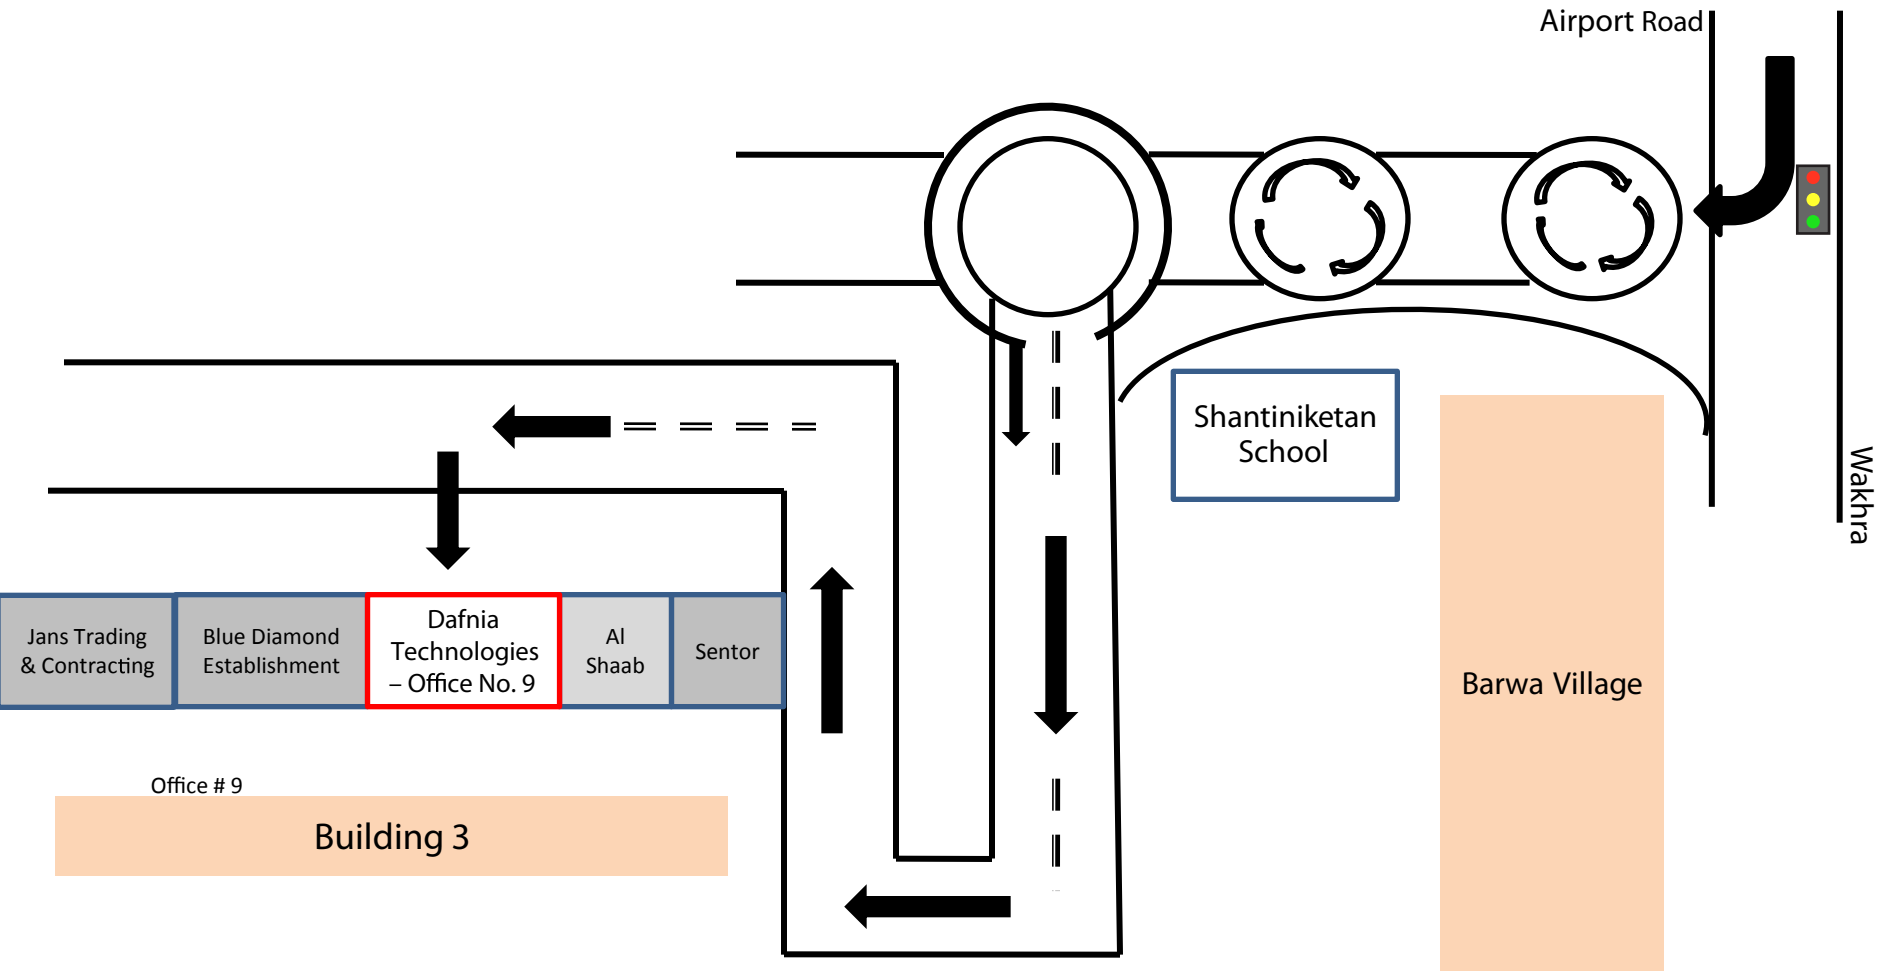 Airport Road
Shantiniketan
School
Wakhra
Jans Trading
& Contracting
Blue Diamond
Establishment
Dafnia
Technologies
– Office No. 9
Al
Shaab
Sentor
Barwa Village
Office # 9
Building 3